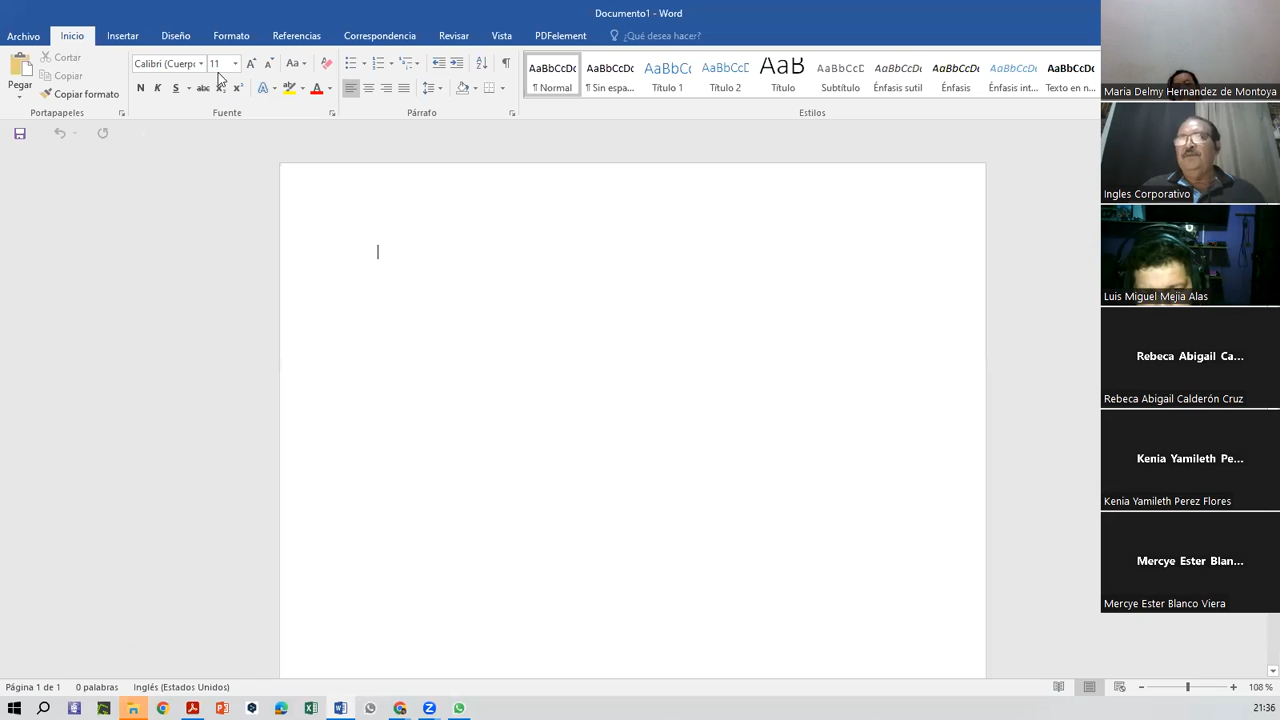 Documento1 - Word
Archivo Inicio Insertar Diseño Formato Referencias Correspondencia Revisar Vista PDFelement ¿Qué desea hacer?
Pegar
Cortar
Copiar
Copiar formato
Portapapeles
Calibri (Cuerpo 11
Fuente
Párrafo
AaBbCcDc AaBbCcDc AaBbCc AaBbCcD AaB AaBbCcD AaBbCcDc AaBbCcDc AaBbCcDc AaBbCcDc
¶ Normal ¶ Sin espa... Título 1 Título 2 Título Subtítulo Énfasis sutil Énfasis Énfasis int... Texto en n...
Estilos
Maria Delmy Hernandez de Montoya
Ingles Corporativo
Luis Miguel Mejia Alas
Rebeca Abigail Ca...
Rebeca Abigail Calderón Cruz
Kenia Yamileth Pe...
Kenia Yamileth Perez Flores
Mercye Ester Blan...
Mercye Ester Blanco Viera
Página 1 de 1 0 palabras Inglés (Estados Unidos)
108 %
21:36